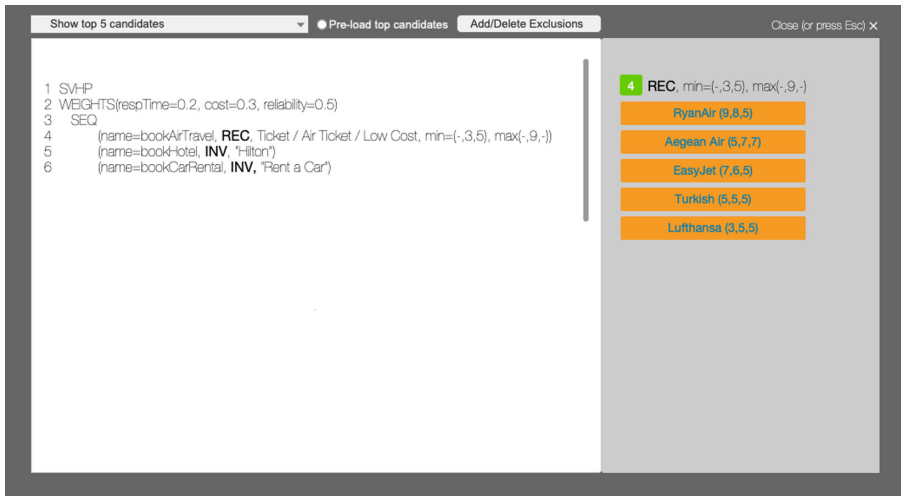 Show top 5 candidates Pre-load top candidates Add/Delete Exclusions Close (or press Esc) ×
1 SVHP
2 WEIGHTS(respTime=0.2, cost=0.3, reliability=0.5)
3 SEQ
4 (name=bookAirTravel, REC, Ticket / Air Ticket / Low Cost, min=(-,3,5), max(-,9,-))
5 (name=bookHotel, INV, "Hilton")
6 (name=bookCarRental, INV, "Rent a Car")
4 REC, min=(-,3,5), max(-,9,-)
RyanAir (9,8,5)
Aegean Air (5,7,7)
EasyJet (7,6,5)
Turkish (5,5,5)
Lufthansa (3,5,5)